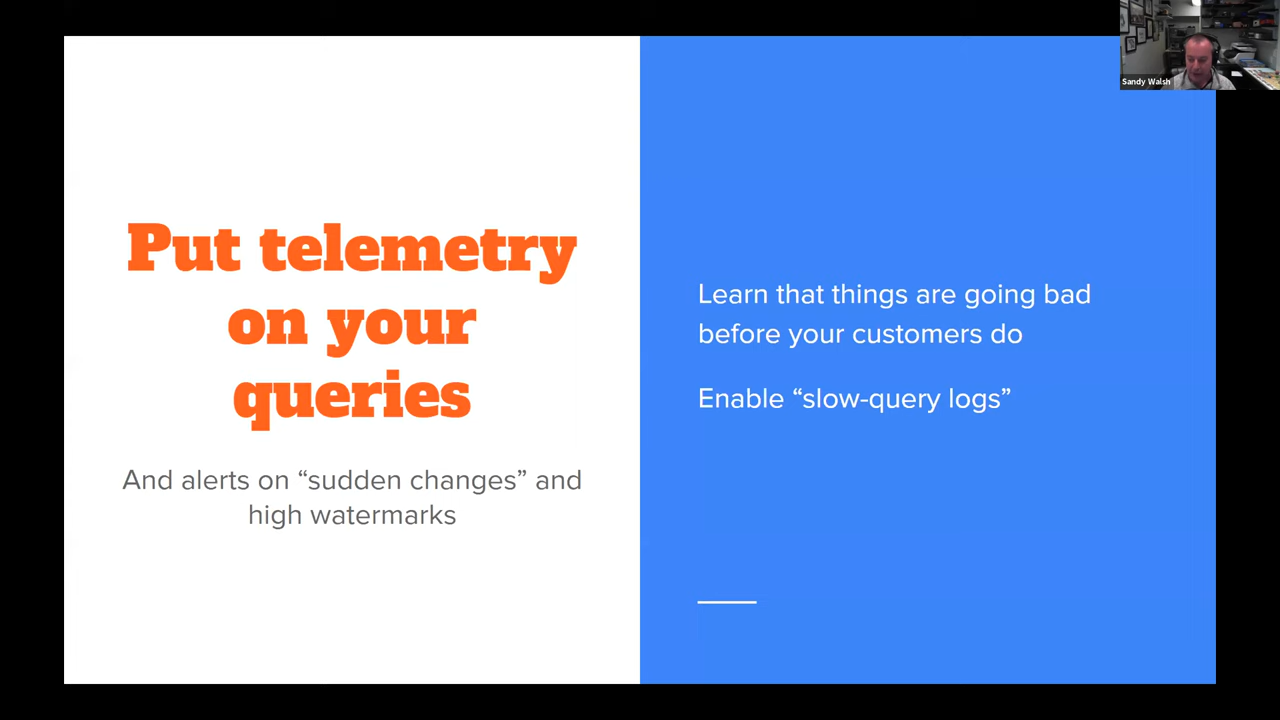 Put telemetry
on your
queries
And alerts on “sudden changes” and
high watermarks
Learn that things are going bad
before your customers do
Enable “slow-query logs”
Sandy Walsh